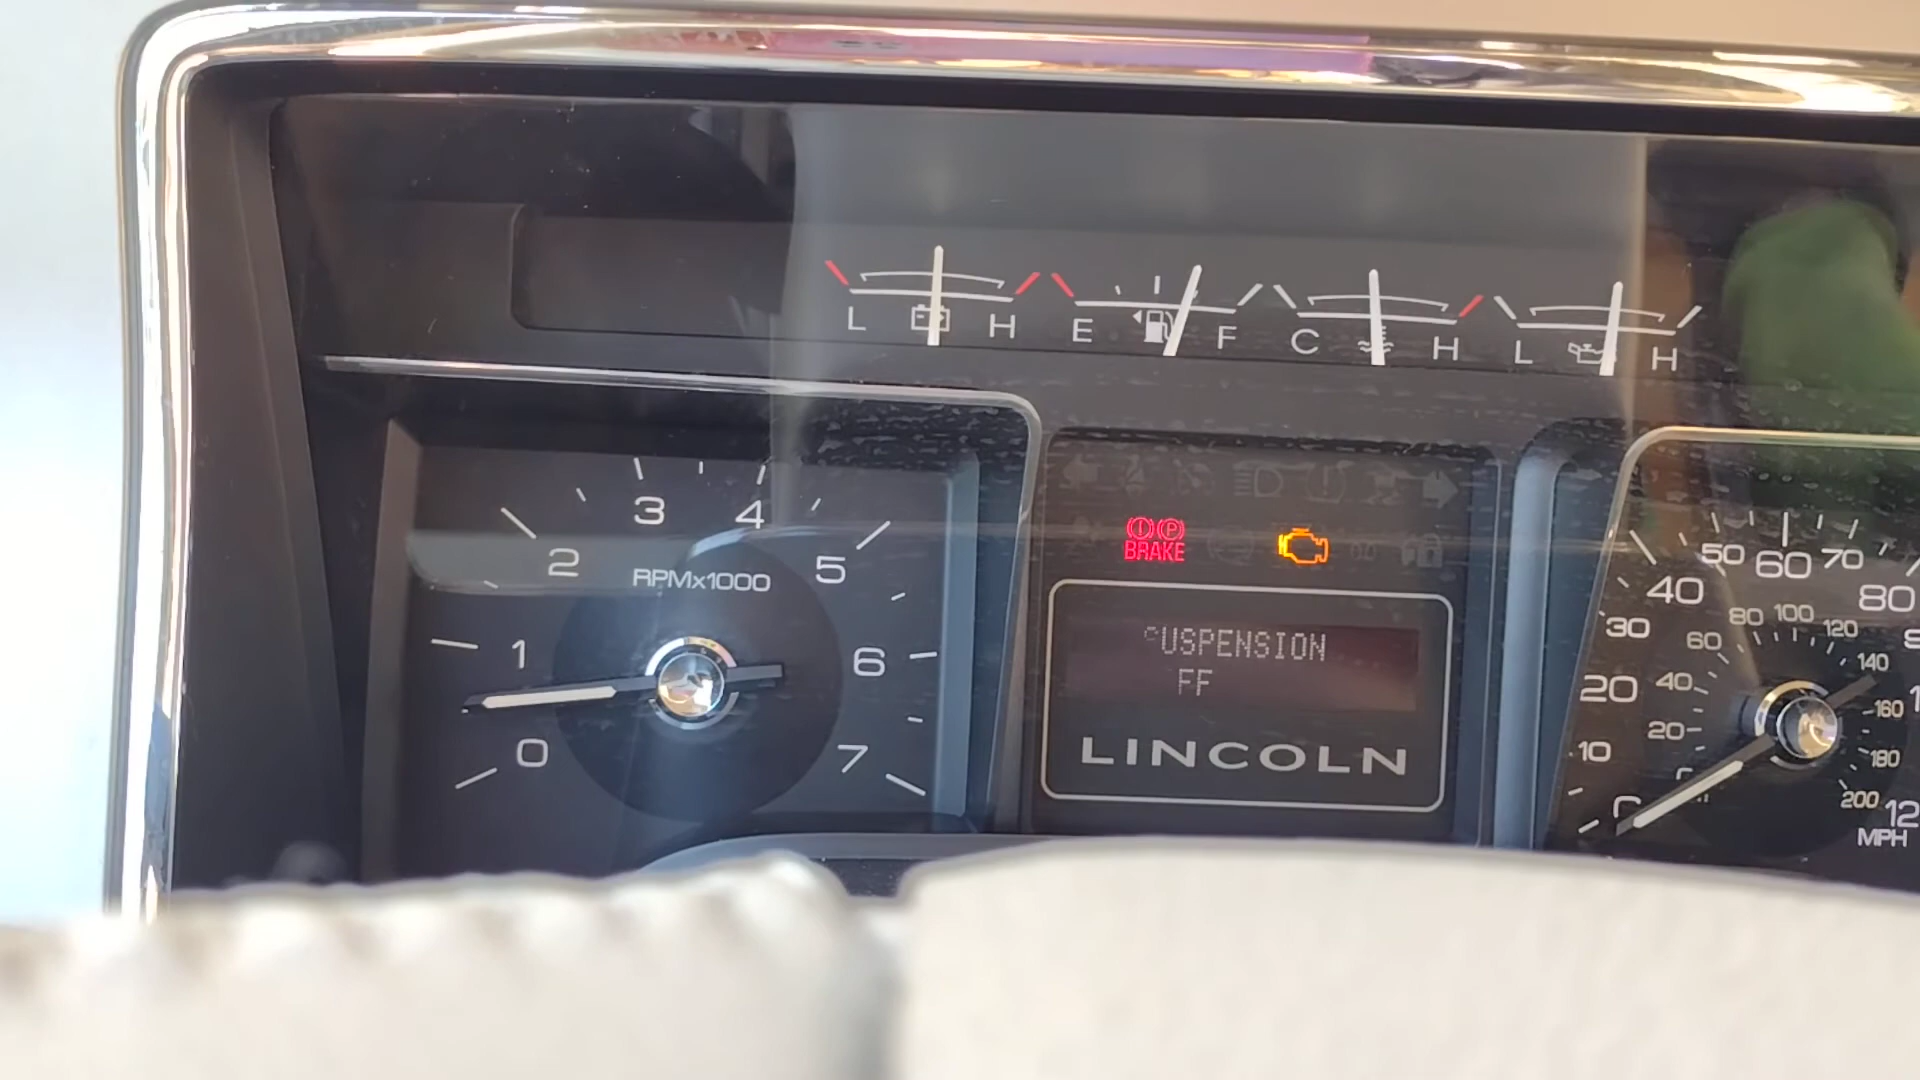 L H E F C H L H
0 1 2 3 4 5 6 7
RPMx1000
BRAKE
USPENSION
FF
LINCOLN
10 20 30 40 50 60 70 80
20 40 60 80 100 120 140 160 180 200
MPH